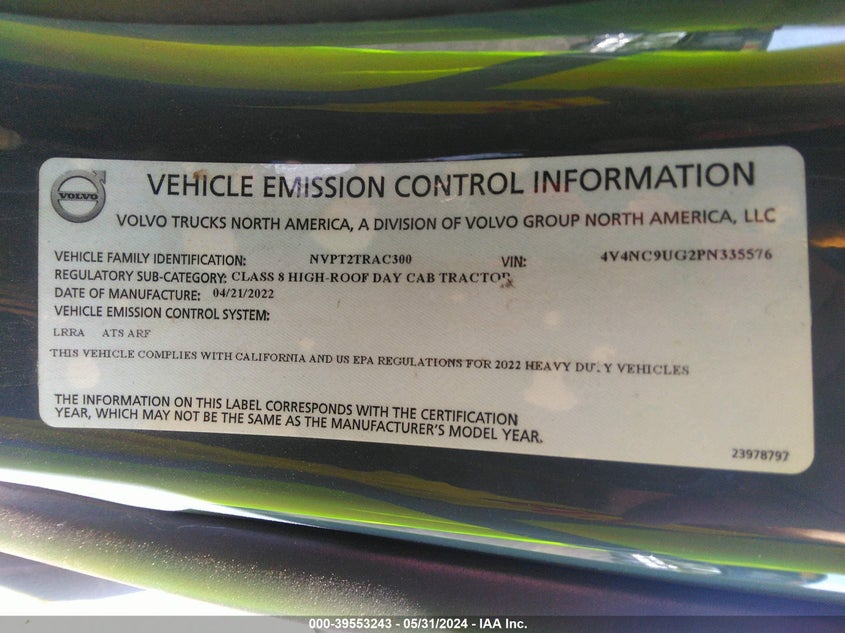 VOLVO
VEHICLE EMISSION CONTROL INFORMATION
VOLVO TRUCKS NORTH AMERICA, A DIVISION OF VOLVO GROUP NORTH AMERICA, LLC
VEHICLE FAMILY IDENTIFICATION: NVPT2TRAC300 VIN: 4V4NC9UG2PN335576
REGULATORY SUB-CATEGORY: CLASS 8 HIGH-ROOF DAY CAB TRACTOR
DATE OF MANUFACTURE: 04/21/2022
VEHICLE EMISSION CONTROL SYSTEM:
LRRA ATS ARF
THIS VEHICLE COMPLIES WITH CALIFORNIA AND US EPA REGULATIONS FOR 2022 HEAVY DUTY VEHICLES
THE INFORMATION ON THIS LABEL CORRESPONDS WITH THE CERTIFICATION
YEAR, WHICH MAY NOT BE THE SAME AS THE MANUFACTURER'S MODEL YEAR.
23978797
000-39553243 - 05/31/2024 - IAA Inc.